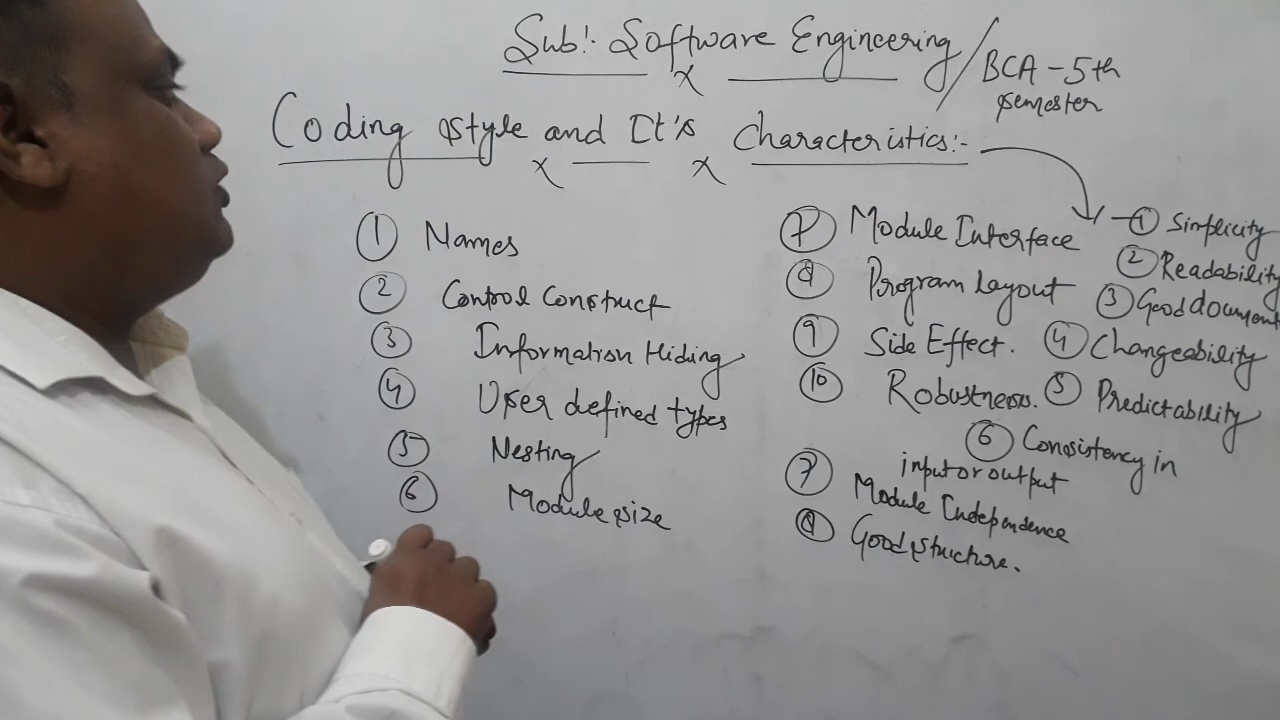 Sub:- Software Engineering / BCA - 5th
semester
Coding style and It's Characteristics:-
① Names
② Control Construct
③ Information Hiding
④ User defined types
⑤ Nesting
⑥ Module size
⑦ Module Interface
⑧ Program layout
⑨ Side Effect.
⑩ Robustness.
① Simplicity
② Readability
③ Good document
④ Changeability
⑤ Predictability
⑥ Consistency in
input or output
⑦ Module Independence
⑧ Good structure.